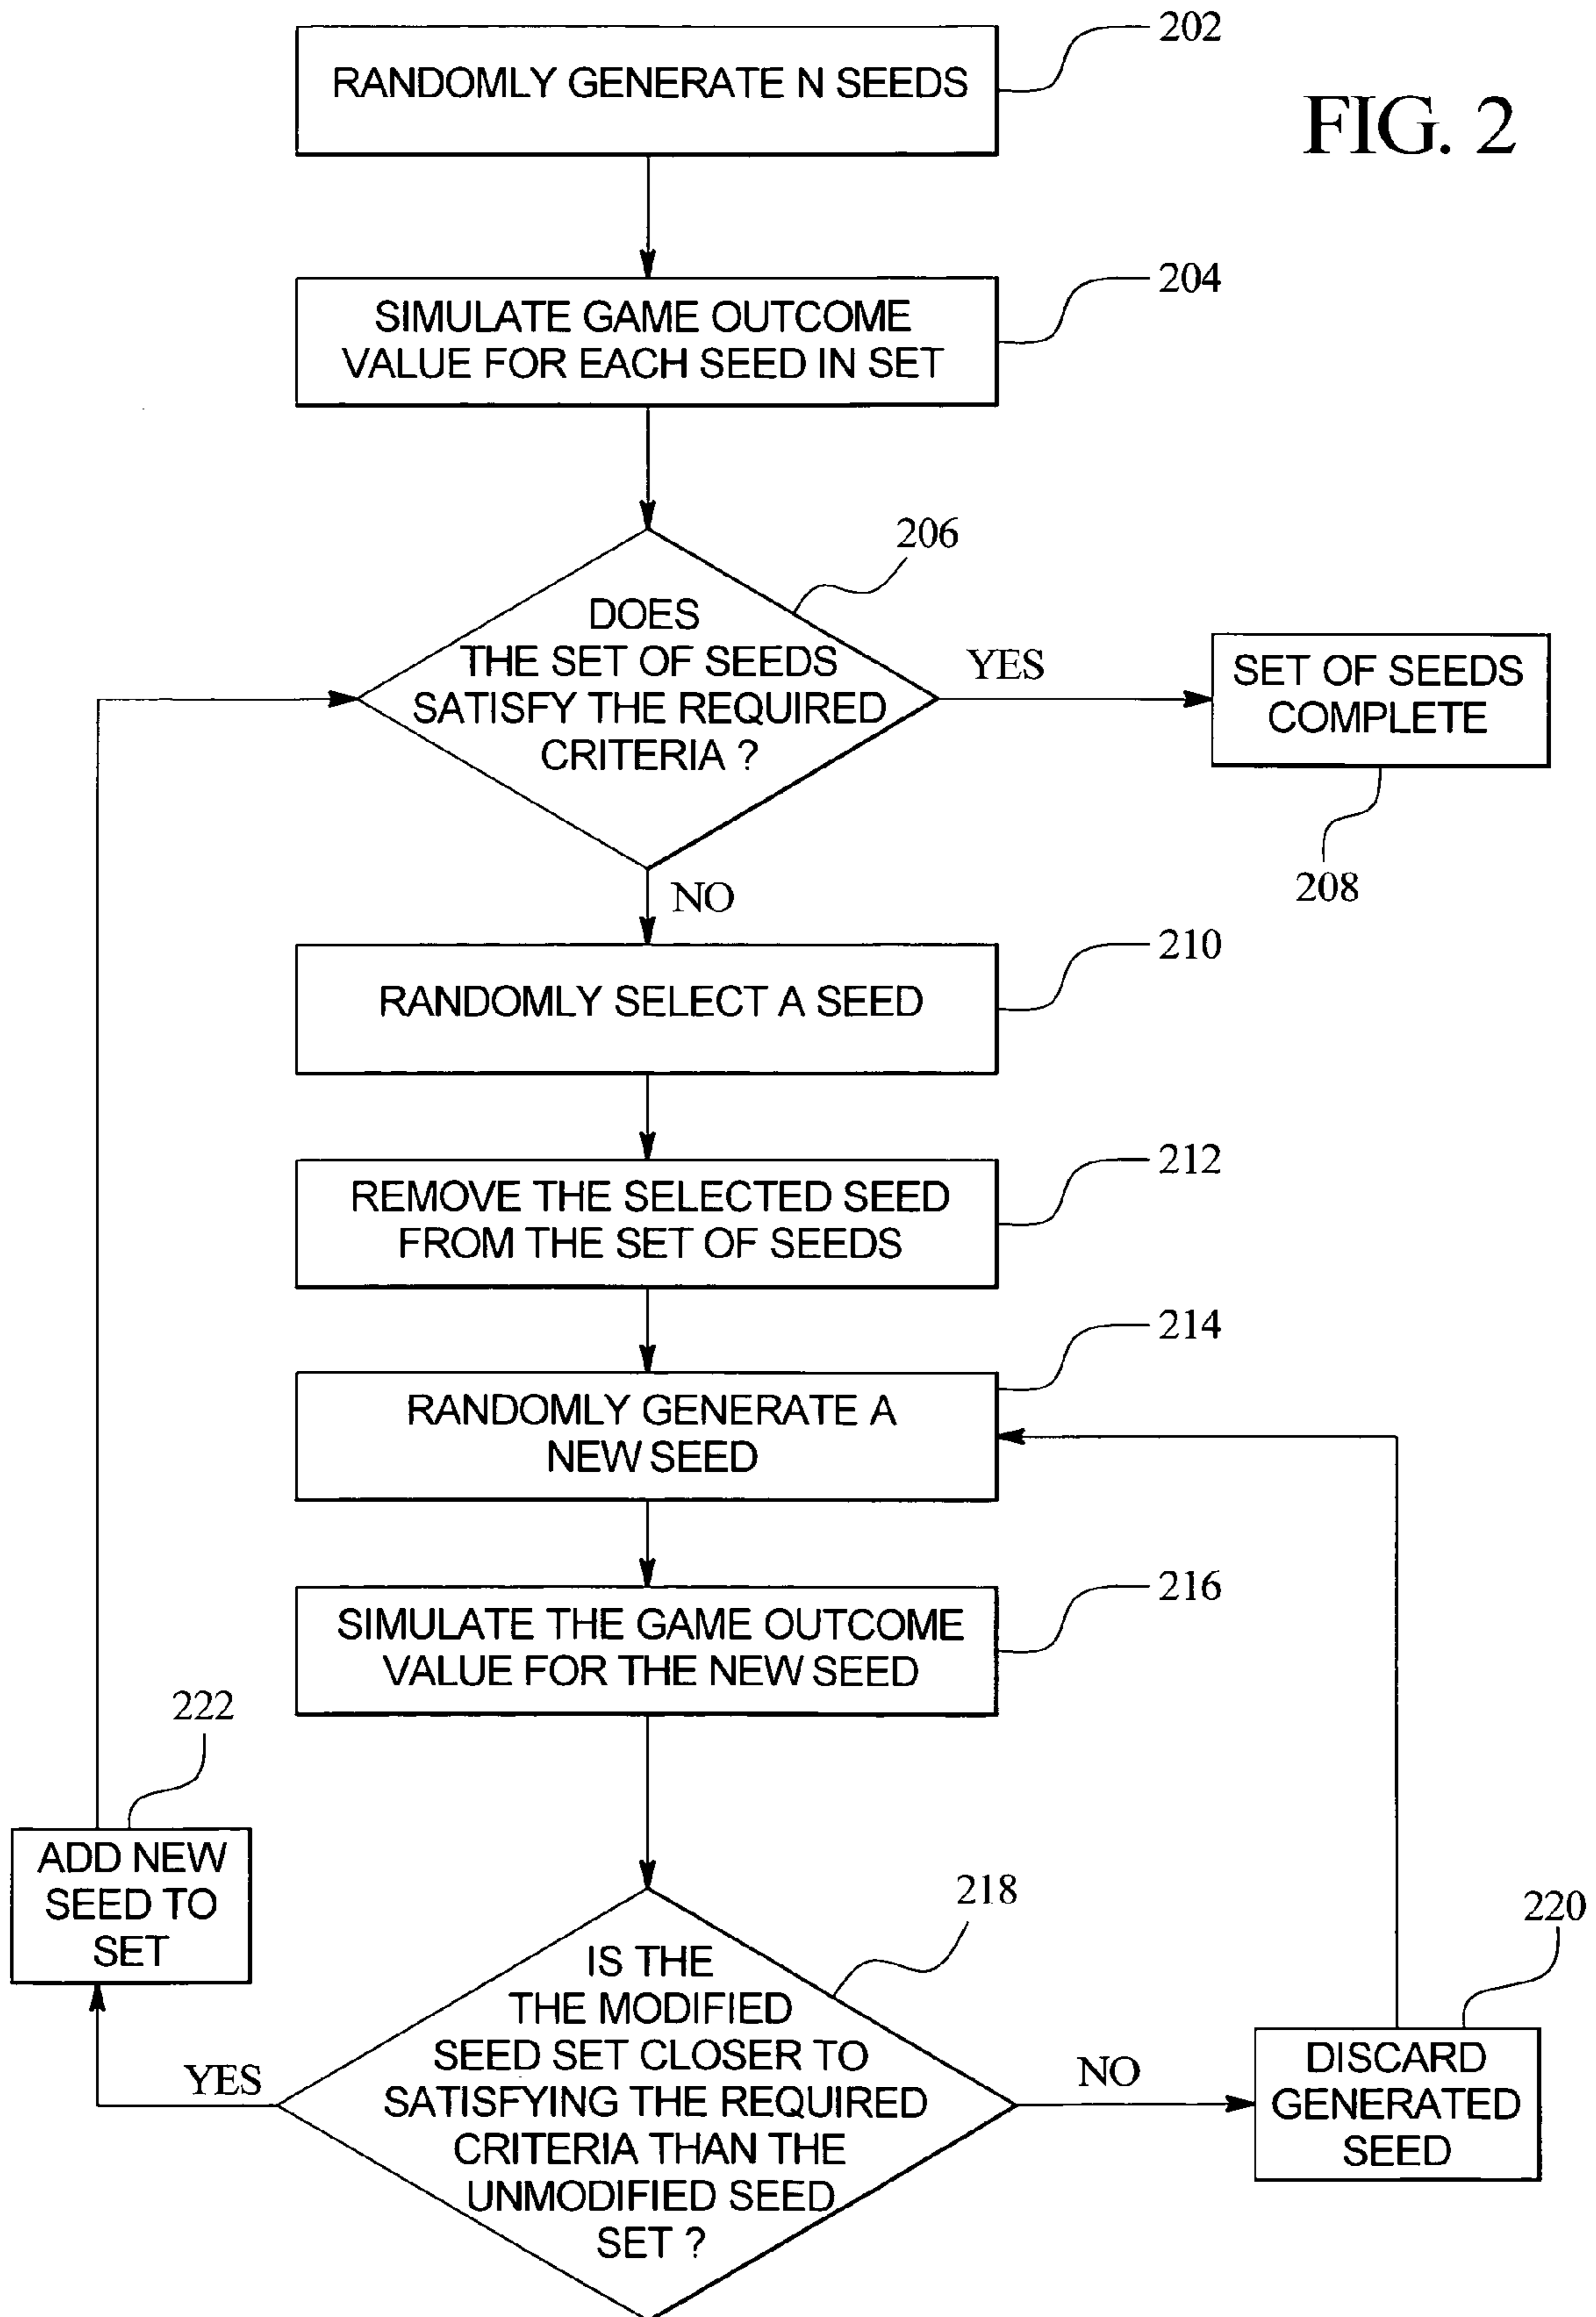 202
RANDOMLY GENERATE N SEEDS
FIG. 2
204
SIMULATE GAME OUTCOME
VALUE FOR EACH SEED IN SET
206
DOES
THE SET OF SEEDS
SATISFY THE REQUIRED
CRITERIA ?
YES
SET OF SEEDS
COMPLETE
208
NO
210
RANDOMLY SELECT A SEED
212
REMOVE THE SELECTED SEED
FROM THE SET OF SEEDS
214
RANDOMLY GENERATE A
NEW SEED
216
SIMULATE THE GAME OUTCOME
VALUE FOR THE NEW SEED
222
ADD NEW
SEED TO
SET
218
IS THE
THE MODIFIED
SEED SET CLOSER TO
SATISFYING THE REQUIRED
CRITERIA THAN THE
UNMODIFIED SEED
SET ?
YES
NO
220
DISCARD
GENERATED
SEED